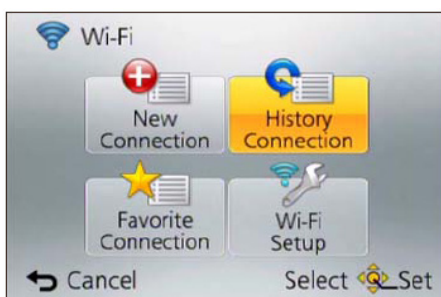 Wi-Fi
New
Connection
History
Connection
Favorite
Connection
Wi-Fi
Setup
Cancel
Select Set